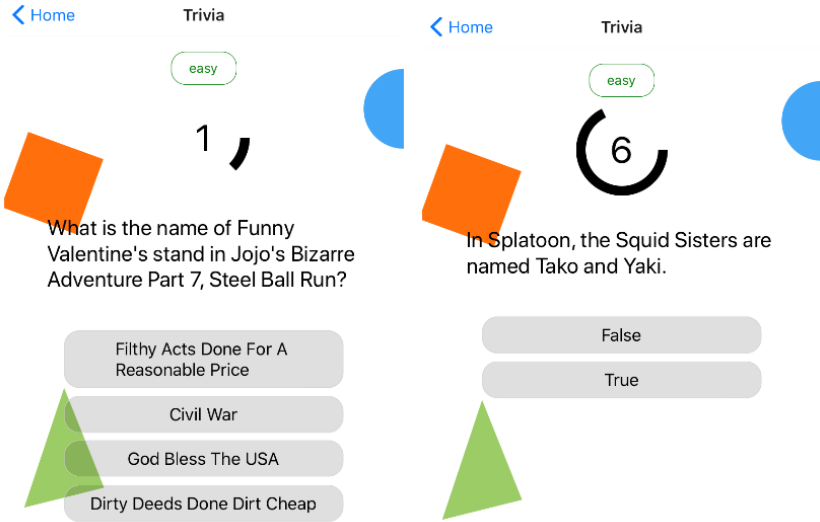 Home
Trivia
easy
1
What is the name of Funny
Valentine's stand in Jojo's Bizarre
Adventure Part 7, Steel Ball Run?
Filthy Acts Done For A
Reasonable Price
Civil War
God Bless The USA
Dirty Deeds Done Dirt Cheap
Home
Trivia
easy
6
In Splatoon, the Squid Sisters are
named Tako and Yaki.
False
True